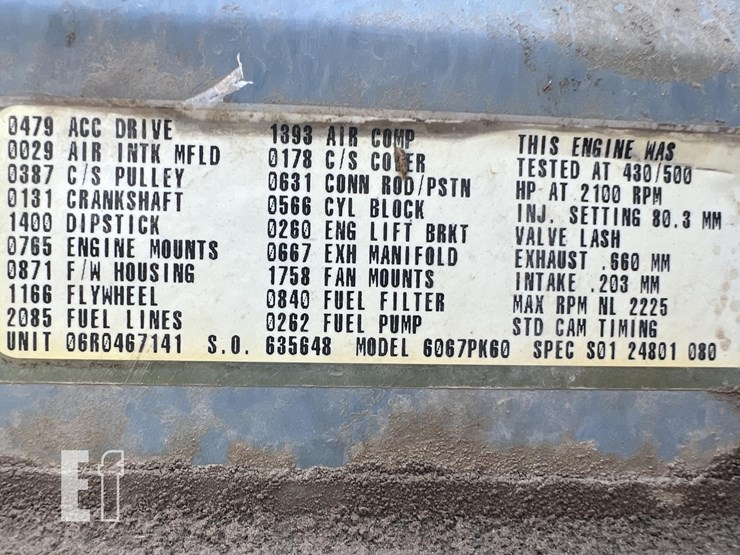 0479 ACC DRIVE
0029 AIR INTK MFLD
0387 C/S PULLEY
0131 CRANKSHAFT
1400 DIPSTICK
0765 ENGINE MOUNTS
0871 F/W HOUSING
1166 FLYWHEEL
2085 FUEL LINES
1393 AIR COMP
0178 C/S COVER
0631 CONN ROD/PSTN
0566 CYL BLOCK
0260 ENG LIFT BRKT
0667 EXH MANIFOLD
1758 FAN MOUNTS
0840 FUEL FILTER
0262 FUEL PUMP
THIS ENGINE WAS
TESTED AT 430/500
HP AT 2100 RPM
INJ. SETTING 80.3 MM
VALVE LASH
EXHAUST .660 MM
INTAKE .203 MM
MAX RPM NL 2225
STD CAM TIMING
UNIT 06R0467141 S.O. 635648 MODEL 6067PK60 SPEC S01 24801 080
E1